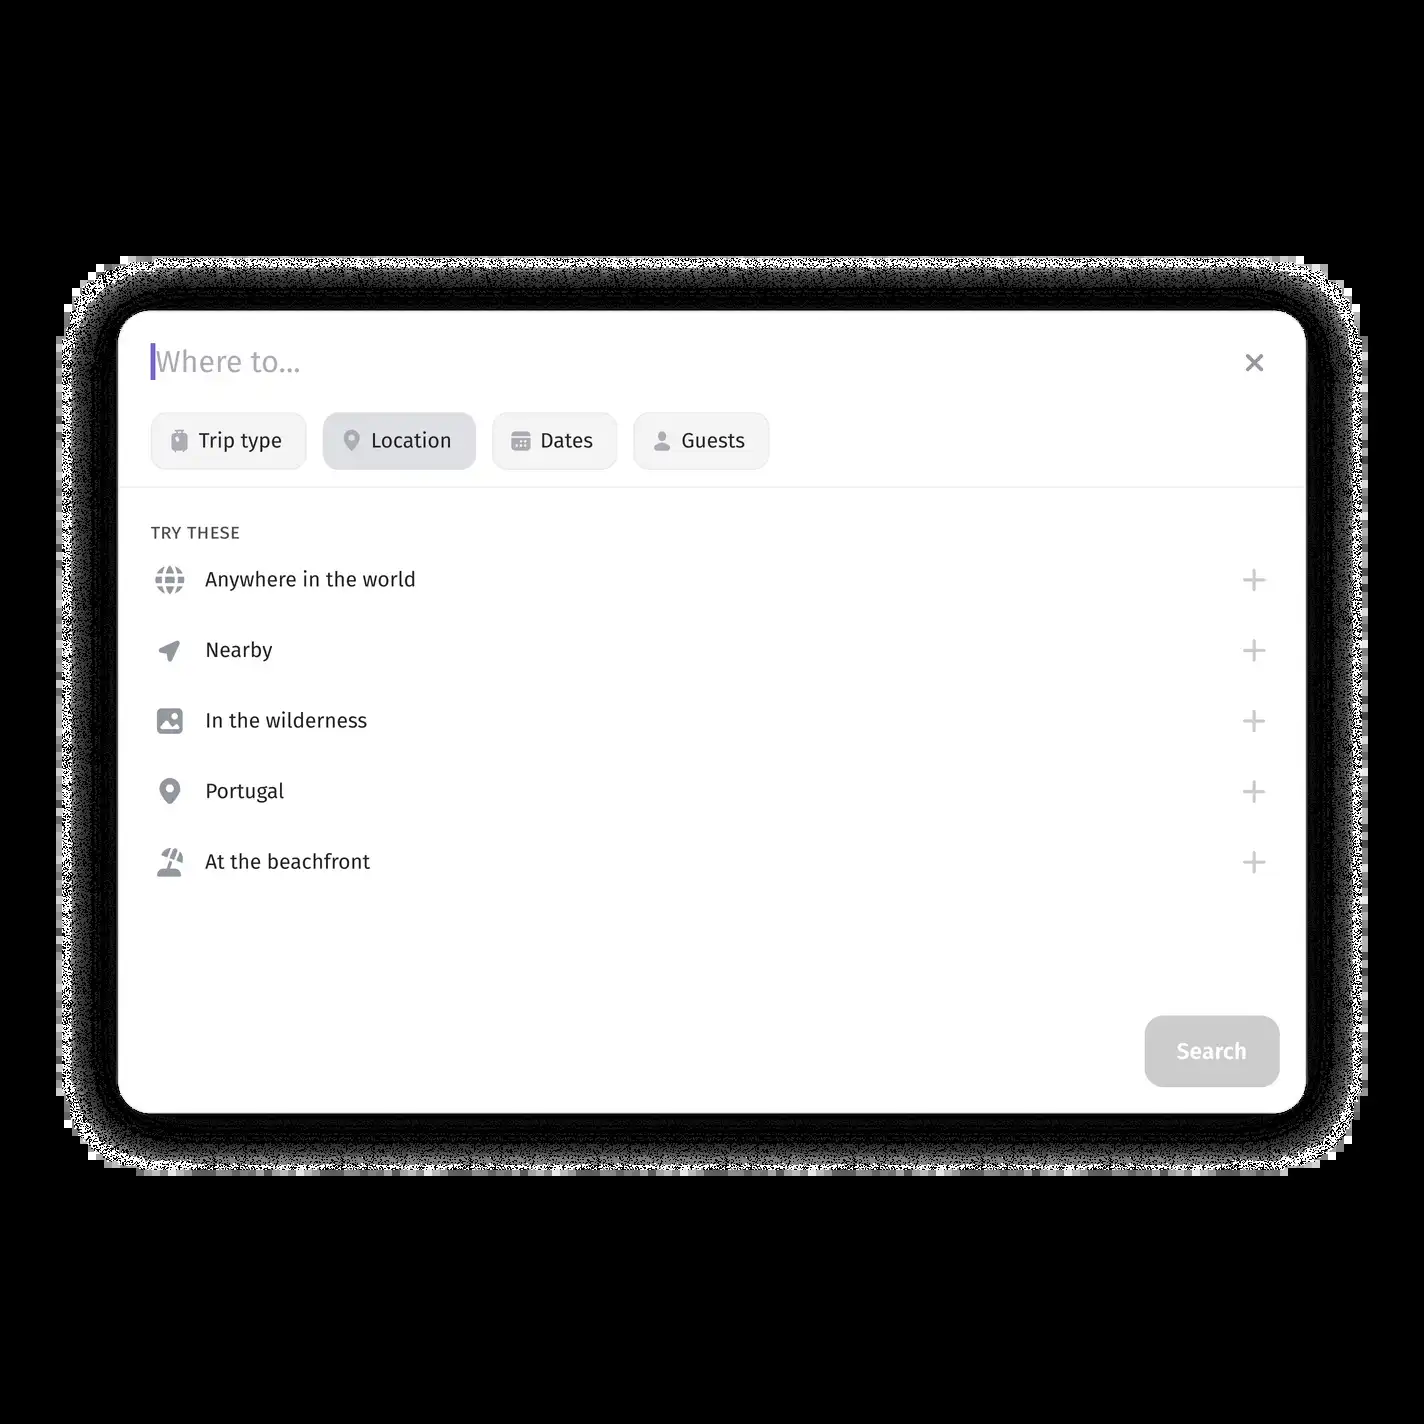 Where to...
Trip type
Location
Dates
Guests
TRY THESE
Anywhere in the world
Nearby
In the wilderness
Portugal
At the beachfront
Search